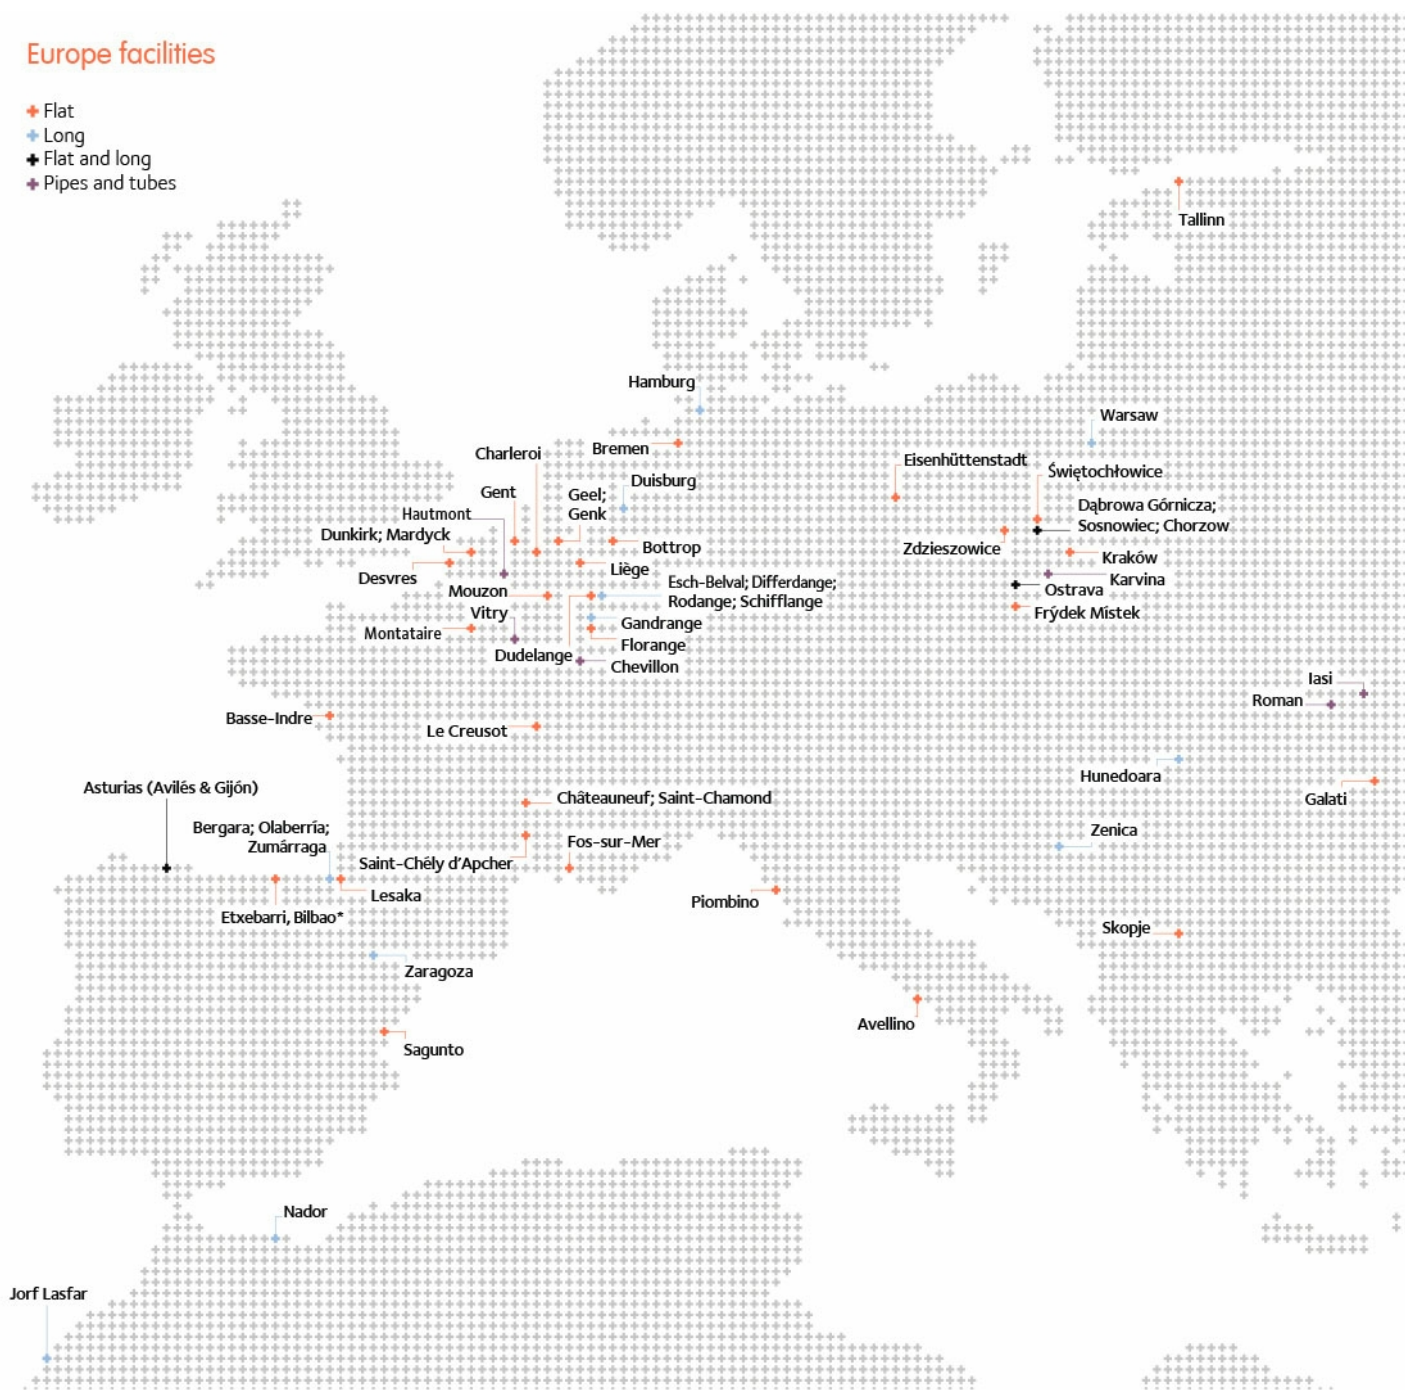 Europe facilities
Flat
Long
Flat and long
Pipes and tubes
Tallinn
Hamburg
Warsaw
Bremen
Charleroi
Eisenhüttenstadt
Świętochłowice
Duisburg
Gent
Geel;
Genk
Dąbrowa Górnicza;
Sosnowiec; Chorzow
Hautmont
Dunkirk; Mardyck
Bottrop
Zdzieszowice
Kraków
Liège
Desvres
Karvina
Esch-Belval; Differdange;
Rodange; Schifflange
Mouzon
Ostrava
Vitry
Frýdek Místek
Gandrange
Montataire
Florange
Dudelange
Chevillon
Iasi
Roman
Basse-Indre
Le Creusot
Hunedoara
Asturias (Avilés & Gijón)
Châteauneuf; Saint-Chamond
Galati
Bergara; Olaberría;
Zumárraga
Zenica
Fos-sur-Mer
Saint-Chély d'Apcher
Lesaka
Piombino
Etxebarri, Bilbao*
Skopje
Zaragoza
Avellino
Sagunto
Nador
Jorf Lasfar